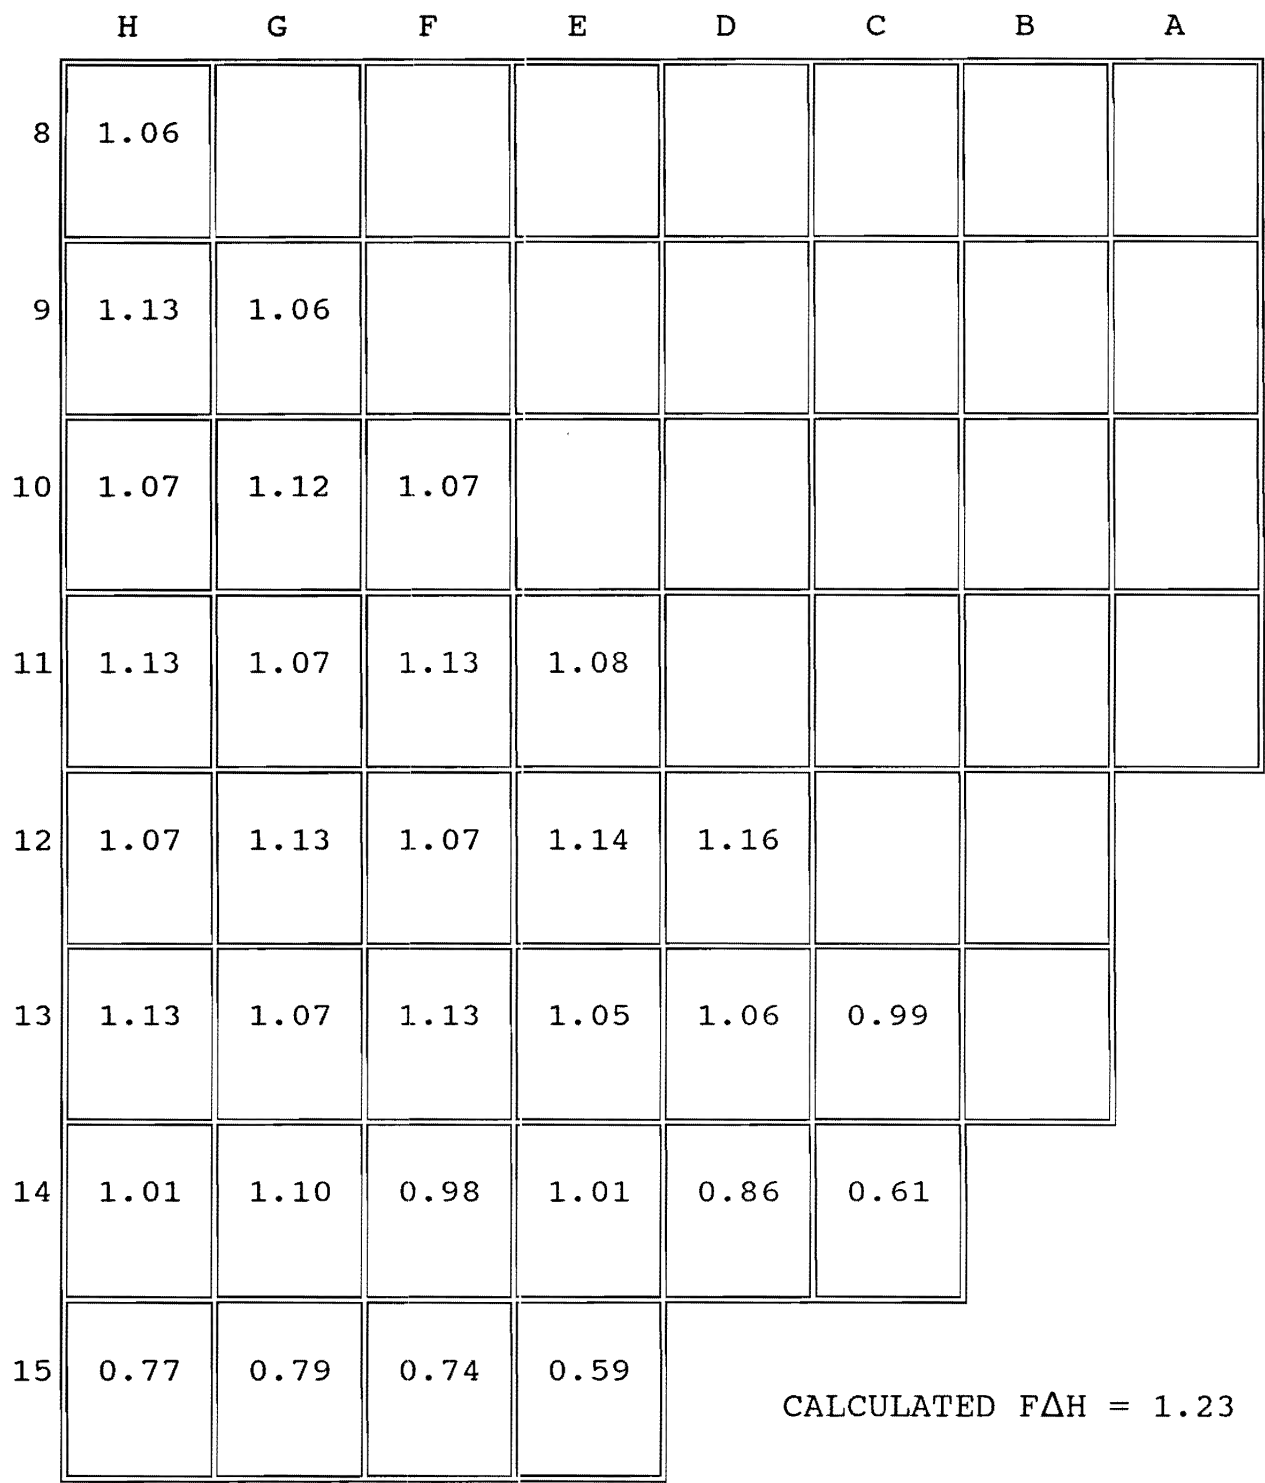 H G F E D C B A
8 1.06
9 1.13 1.06
10 1.07 1.12 1.07
11 1.13 1.07 1.13 1.08
12 1.07 1.13 1.07 1.14 1.16
13 1.13 1.07 1.13 1.05 1.06 0.99
14 1.01 1.10 0.98 1.01 0.86 0.61
15 0.77 0.79 0.74 0.59
CALCULATED FΔH = 1.23